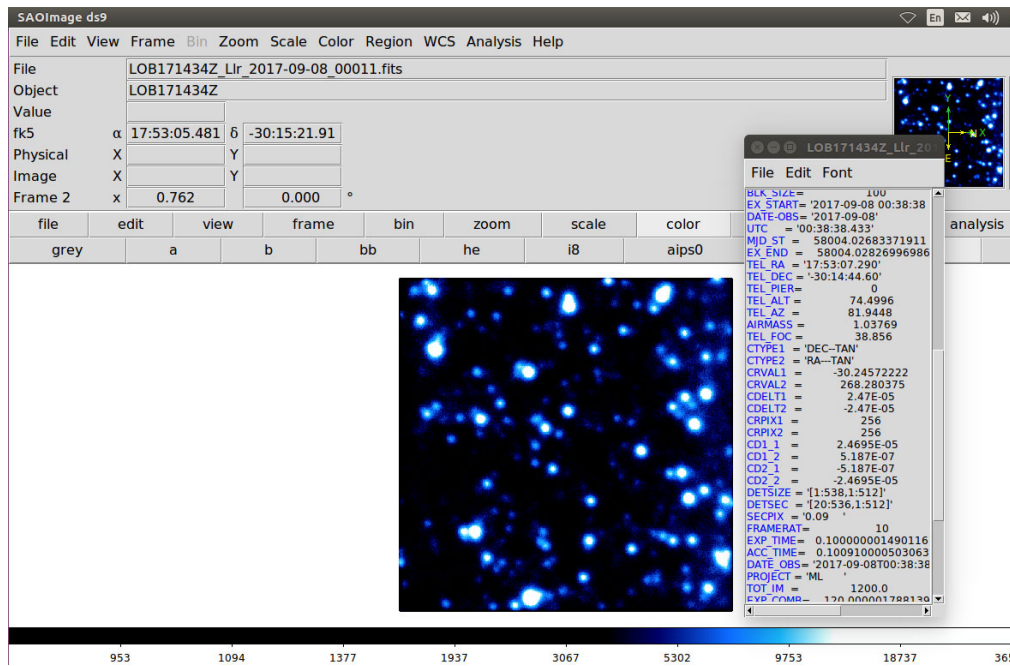 SAOImage ds9
En
File Edit View Frame Bin Zoom Scale Color Region WCS Analysis Help
File LOB171434Z_Llr_2017-09-08_00011.fits
Object LOB171434Z
Value
fk5 α 17:53:05.481 δ -30:15:21.91
Physical X Y
Image X Y
Frame 2 x 0.762 0.000 °
Y
X
N
E
file edit view frame bin zoom scale color analysis
grey a b bb he i8 aips0
LOB171434Z_Llr_201
File Edit Font
BLK_SIZE= 100
EX_START= '2017-09-08 00:38:38
DATE-OBS= '2017-09-08'
UTC = '00:38:38.433'
MJD_ST = 58004.02683371911
EX_END = 58004.02826996986
TEL_RA = '17:53:07.290'
TEL_DEC = '-30:14:44.60'
TEL_PIER= 0
TEL_ALT = 74.4996
TEL_AZ = 81.9448
AIRMASS = 1.03769
TEL_FOC = 38.856
CTYPE1 = 'DEC--TAN'
CTYPE2 = 'RA---TAN'
CRVAL1 = -30.24572222
CRVAL2 = 268.280375
CDELT1 = 2.47E-05
CDELT2 = -2.47E-05
CRPIX1 = 256
CRPIX2 = 256
CD1_1 = 2.4695E-05
CD1_2 = 5.187E-07
CD2_1 = -5.187E-07
CD2_2 = -2.4695E-05
DETSIZE = '[1:538,1:512]'
DETSEC = '[20:536,1:512]'
SECPIX = '0.09 '
FRAMERAT= 10
EXP_TIME= 0.100000001490116
ACC_TIME= 0.100910000503063
DATE_OBS= '2017-09-08T00:38:38
PROJECT = 'ML '
TOT_IM = 1200.0
EXP_COMB= 120.000001788139
953 1094 1377 1937 3067 5302 9753 18737 365